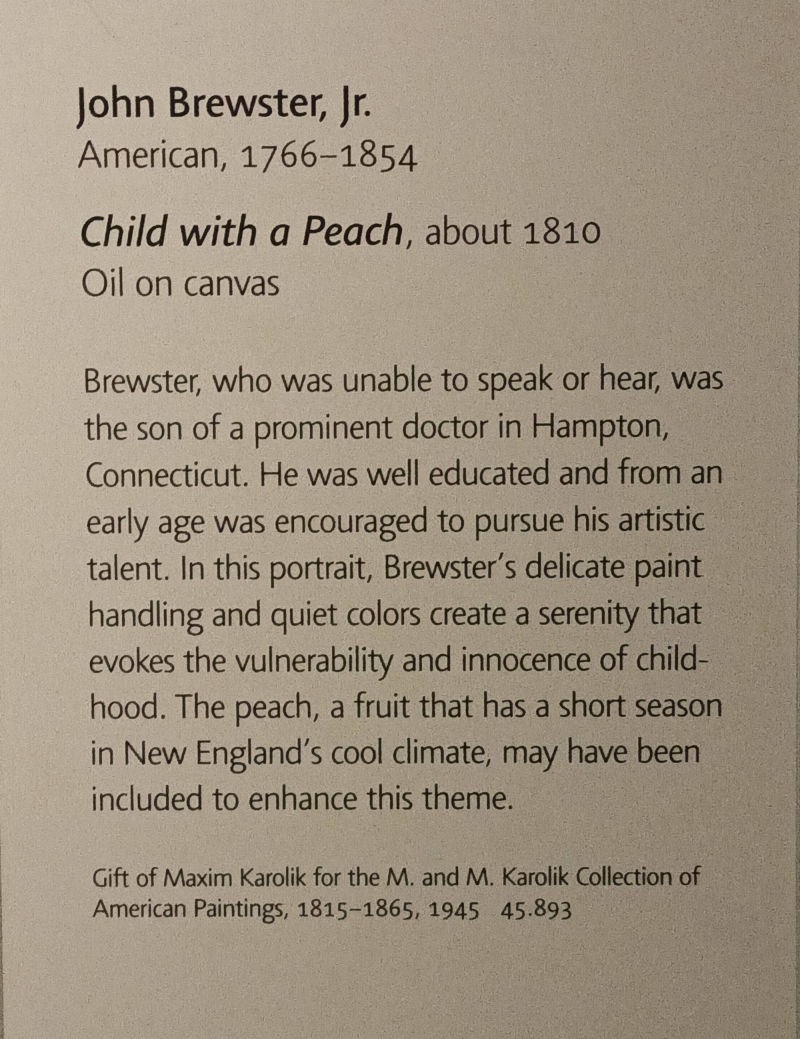 John Brewster, Jr.
American, 1766–1854
Child with a Peach, about 1810
Oil on canvas
Brewster, who was unable to speak or hear, was
the son of a prominent doctor in Hampton,
Connecticut. He was well educated and from an
early age was encouraged to pursue his artistic
talent. In this portrait, Brewster's delicate paint
handling and quiet colors create a serenity that
evokes the vulnerability and innocence of child-
hood. The peach, a fruit that has a short season
in New England's cool climate, may have been
included to enhance this theme.
Gift of Maxim Karolik for the M. and M. Karolik Collection of
American Paintings, 1815–1865, 1945 45.893